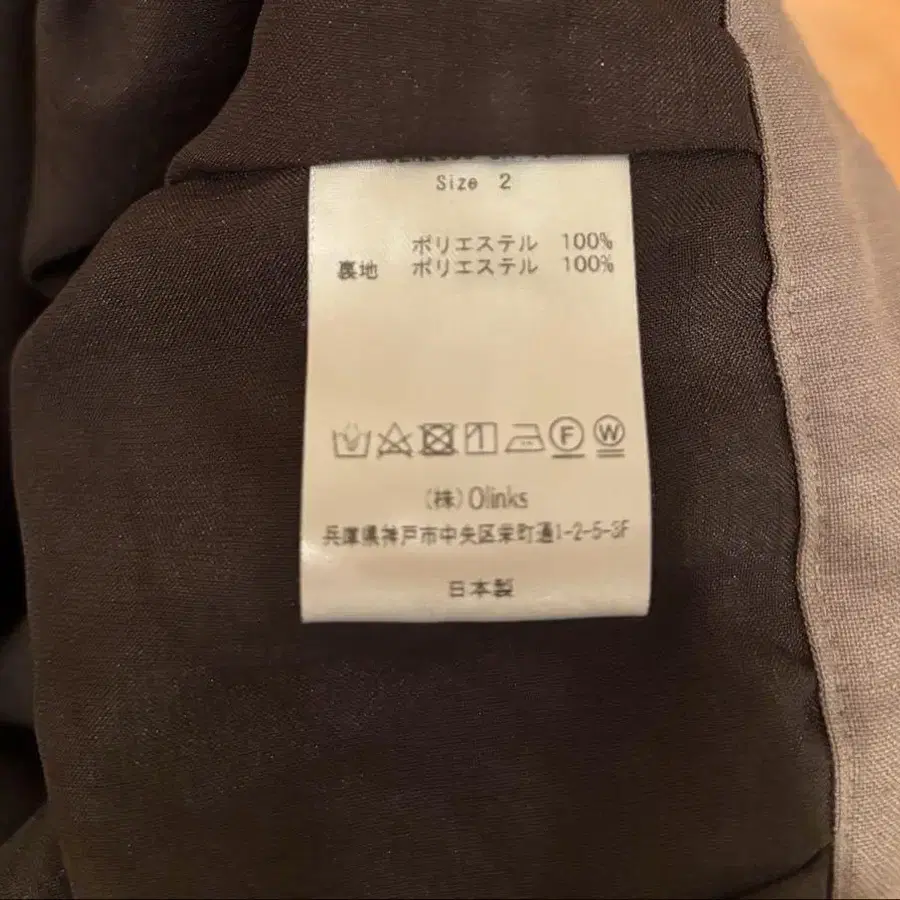 Size 2
ポリエステル 100%
裏地 ポリエステル 100%
F W
(株)Olinks
兵庫県神戸市中央区栄町通1-2-5-3F
日本製